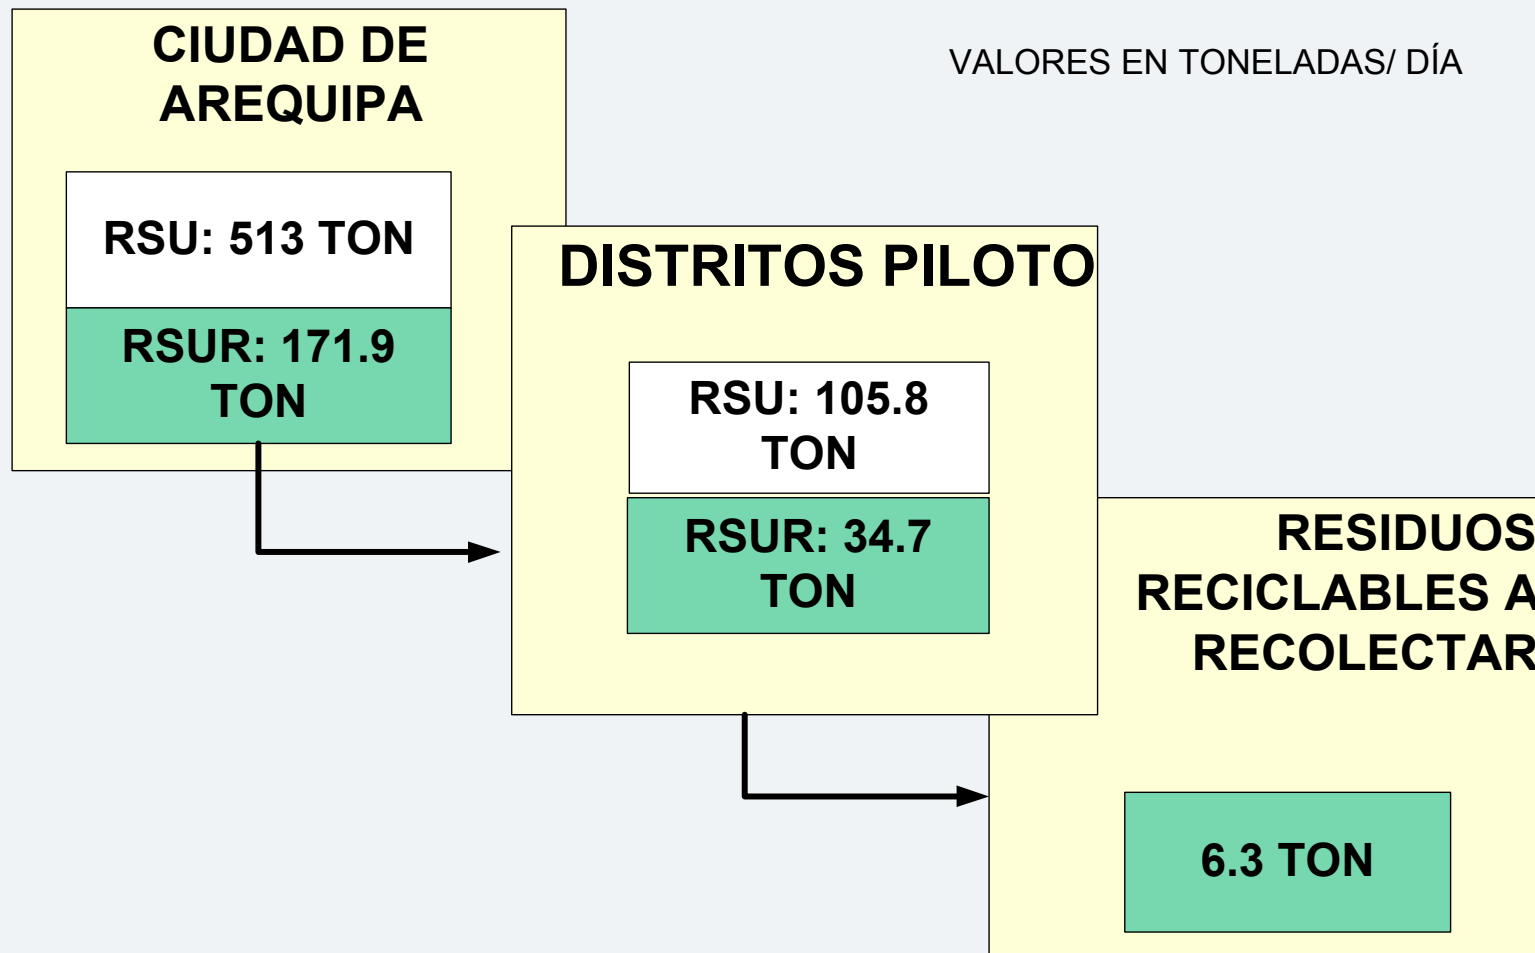 CIUDAD DE
AREQUIPA
VALORES EN TONELADAS/ DÍA
RSU: 513 TON
RSUR: 171.9
TON
DISTRITOS PILOTO
RSU: 105.8
TON
RSUR: 34.7
TON
RESIDUOS
RECICLABLES A
RECOLECTAR
6.3 TON